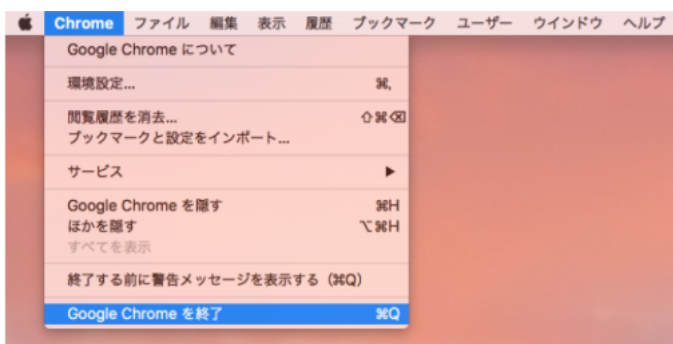 Chrome ファイル 編集 表示 履歴 ブックマーク ユーザー ウインドウ ヘルプ
Google Chrome について
環境設定... ⌘,
閲覧履歴を消去... ⇧⌘⌫
ブックマークと設定をインポート...
サービス ▶
Google Chrome を隠す ⌘H
ほかを隠す ⌥⌘H
すべてを表示
終了する前に警告メッセージを表示する（⌘Q）
Google Chrome を終了 ⌘Q